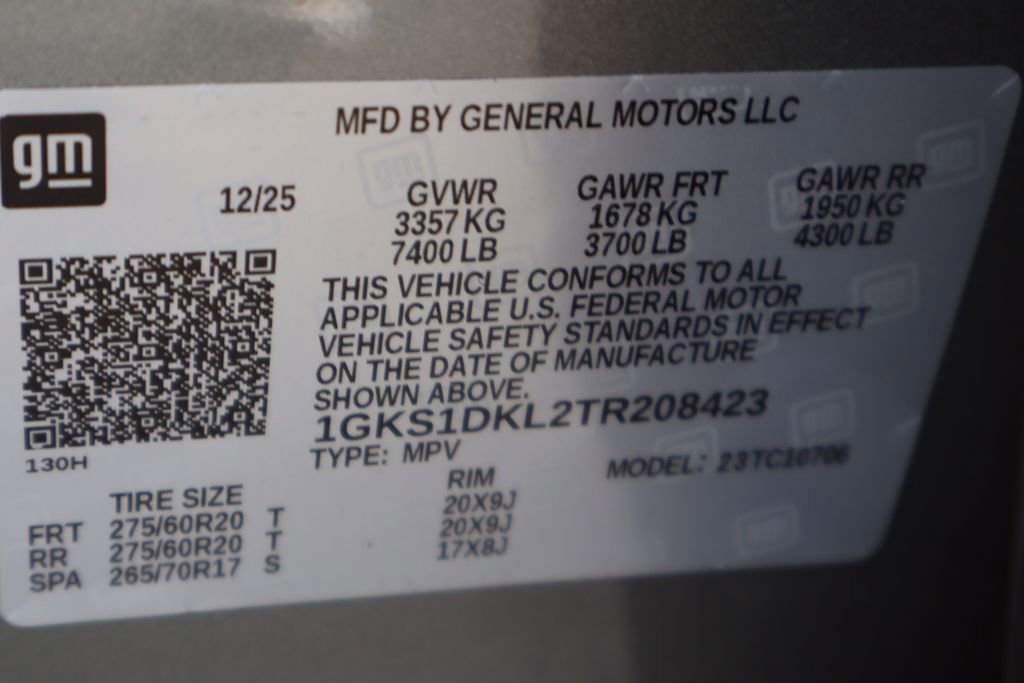 gm
MFD BY GENERAL MOTORS LLC
12/25
GVWR GAWR FRT GAWR RR
3357 KG 1678 KG 1950 KG
7400 LB 3700 LB 4300 LB
THIS VEHICLE CONFORMS TO ALL
APPLICABLE U.S. FEDERAL MOTOR
VEHICLE SAFETY STANDARDS IN EFFECT
ON THE DATE OF MANUFACTURE
SHOWN ABOVE.
1GKS1DKL2TR208423
130H
TYPE: MPV MODEL: 23TC10706
TIRE SIZE RIM
FRT 275/60R20 T 20X9J
RR 275/60R20 T 20X9J
SPA 265/70R17 S 17X8J